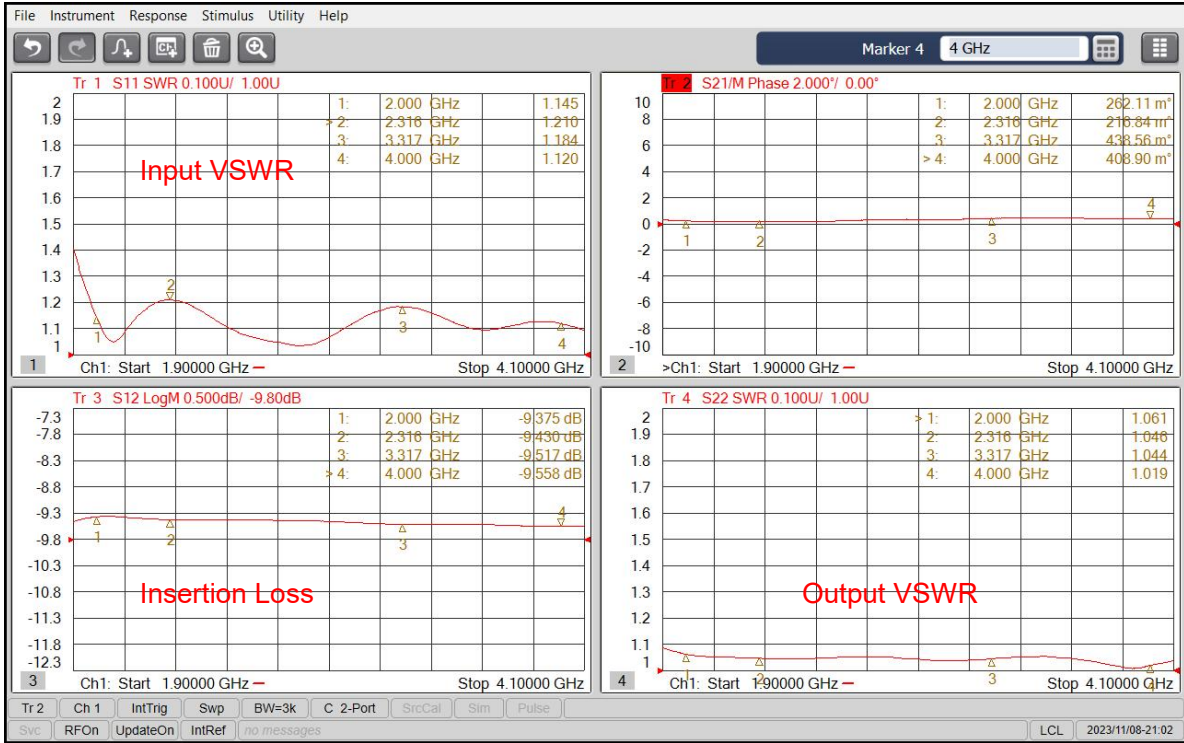 File Instrument Response Stimulus Utility Help
Marker 4 4 GHz
Tr 1 S11 SWR 0.100U/ 1.00U
2
1.9
1.8
1.7
1.6
1.5
1.4
1.3
1.2
1.1
1
1: 2.000 GHz 1.145
> 2: 2.316 GHz 1.210
3: 3.317 GHz 1.184
4: 4.000 GHz 1.120
Input VSWR
1
2
3
4
1 Ch1: Start 1.90000 GHz Stop 4.10000 GHz
Tr 2 S21/M Phase 2.000°/ 0.00°
10
8
6
4
2
0
-2
-4
-6
-8
-10
1: 2.000 GHz 262.11 m°
2: 2.316 GHz 216.84 m°
3: 3.317 GHz 438.56 m°
> 4: 4.000 GHz 408.90 m°
1
2
3
4
2 >Ch1: Start 1.90000 GHz Stop 4.10000 GHz
Tr 3 S12 LogM 0.500dB/ -9.80dB
-7.3
-7.8
-8.3
-8.8
-9.3
-9.8
-10.3
-10.8
-11.3
-11.8
-12.3
1: 2.000 GHz -9.375 dB
2: 2.316 GHz -9.430 dB
3: 3.317 GHz -9.517 dB
> 4: 4.000 GHz -9.558 dB
1
2
3
4
Insertion Loss
3 Ch1: Start 1.90000 GHz Stop 4.10000 GHz
Tr 4 S22 SWR 0.100U/ 1.00U
2
1.9
1.8
1.7
1.6
1.5
1.4
1.3
1.2
1.1
1
> 1: 2.000 GHz 1.061
2: 2.316 GHz 1.046
3: 3.317 GHz 1.044
4: 4.000 GHz 1.019
Output VSWR
1
2
3
4
4 Ch1: Start 1.90000 GHz Stop 4.10000 GHz
Tr 2 Ch 1 IntTrig Swp BW=3k C 2-Port SrcCal Sim Pulse
Svc RFOn UpdateOn IntRef no messages LCL 2023/11/08-21:02